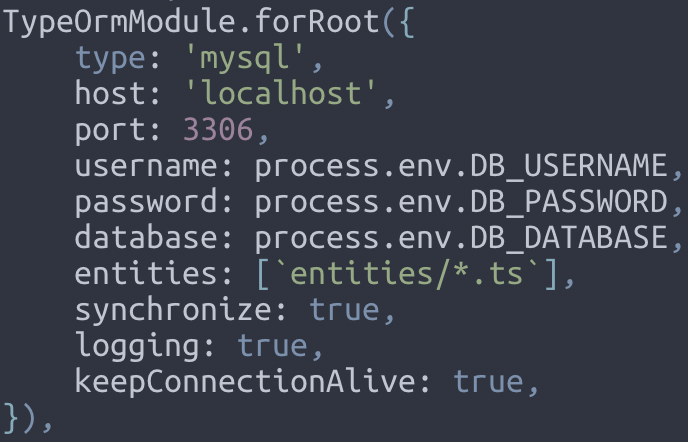 TypeOrmModule.forRoot({
    type: 'mysql',
    host: 'localhost',
    port: 3306,
    username: process.env.DB_USERNAME,
    password: process.env.DB_PASSWORD,
    database: process.env.DB_DATABASE,
    entities: [`entities/*.ts`],
    synchronize: true,
    logging: true,
    keepConnectionAlive: true,
}),